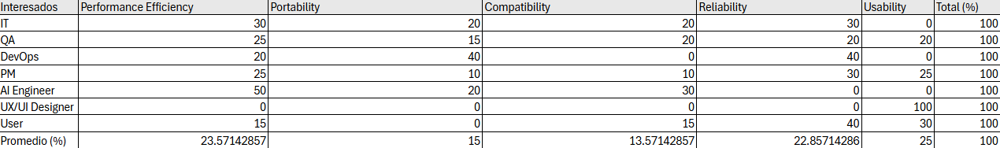 Interesados Performance Efficiency Portability Compatibility Reliability Usability Total (%)
IT 30 20 20 30 0 100
QA 25 15 20 20 20 100
DevOps 20 40 0 40 0 100
PM 25 10 10 30 25 100
AI Engineer 50 20 30 0 0 100
UX/UI Designer 0 0 0 0 100 100
User 15 0 15 40 30 100
Promedio (%) 23.57142857 15 13.57142857 22.85714286 25 100